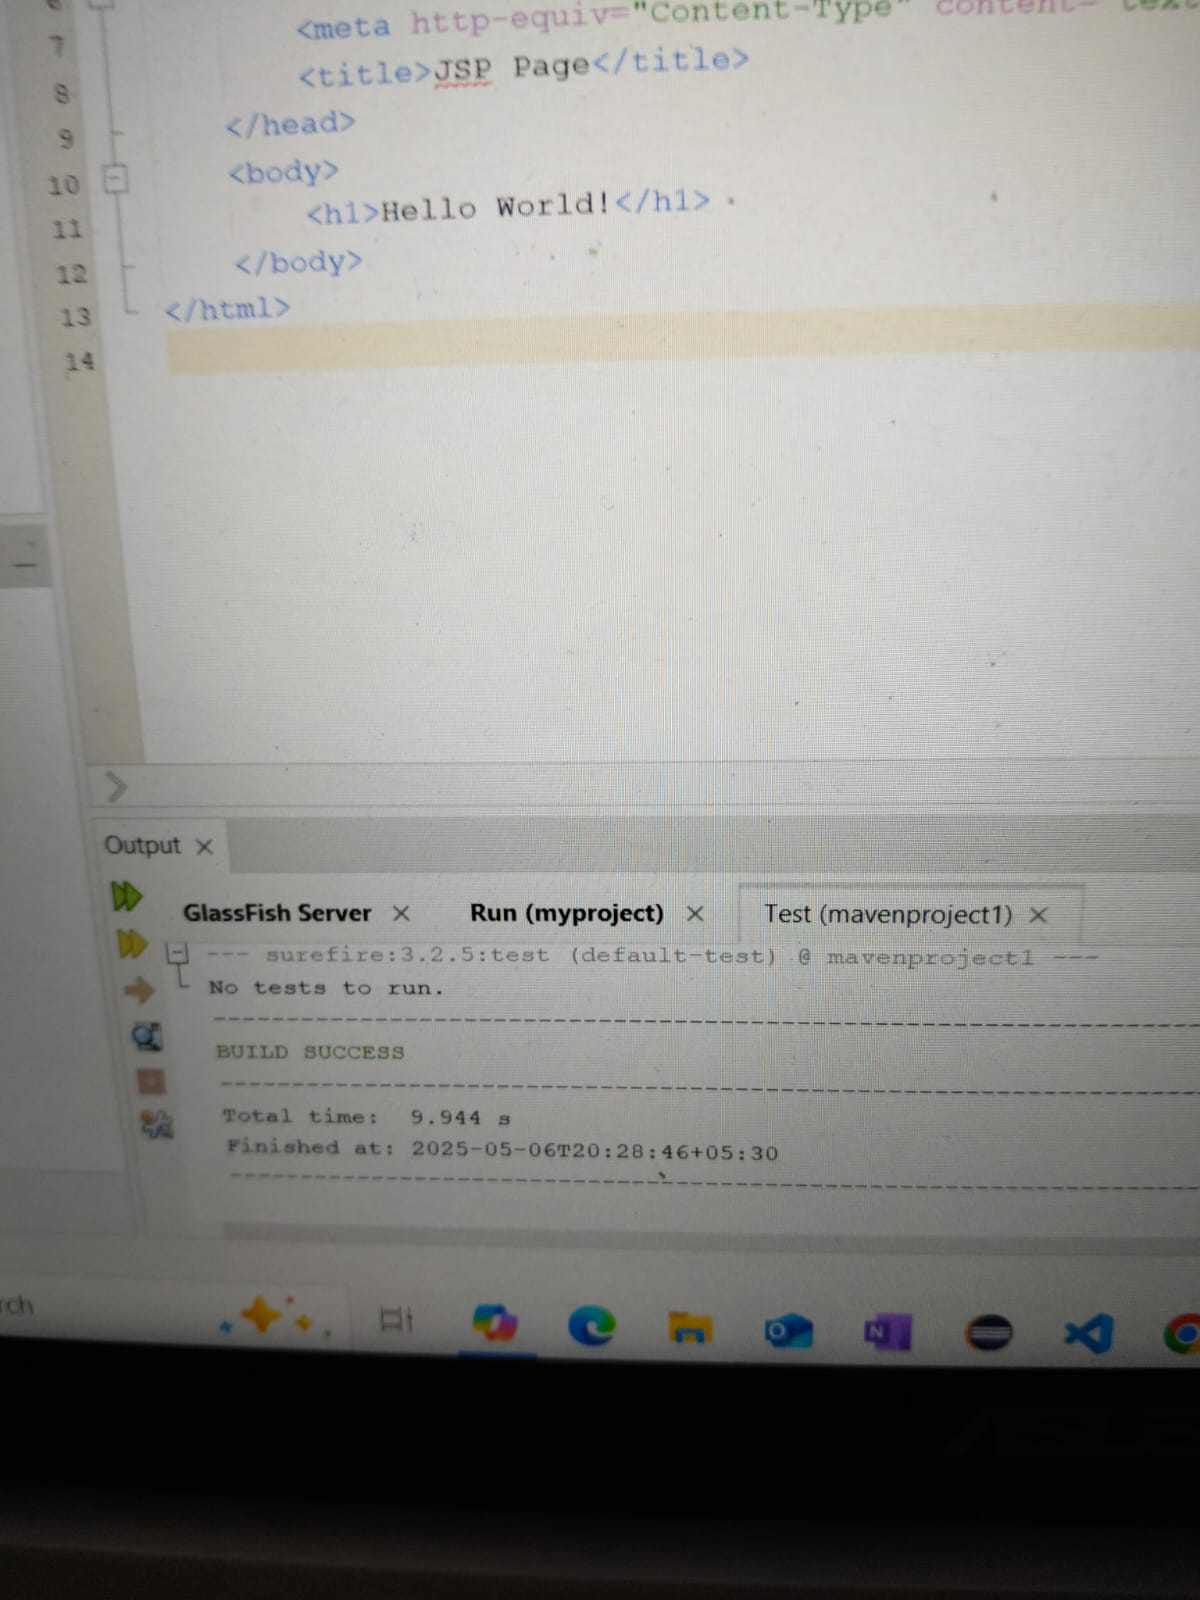 7 <meta http-equiv="Content-Type" content=
8 <title>JSP Page</title>
9 </head>
10 <body>
11 <h1>Hello World!</h1>
12 </body>
13 </html>
14
Output
GlassFish Server Run (myproject) Test (mavenproject1)
--- surefire:3.2.5:test (default-test) @ mavenproject1 ---
No tests to run.
------------------------------------------------------------------------
BUILD SUCCESS
------------------------------------------------------------------------
Total time: 9.944 s
Finished at: 2025-05-06T20:28:46+05:30
------------------------------------------------------------------------
rch